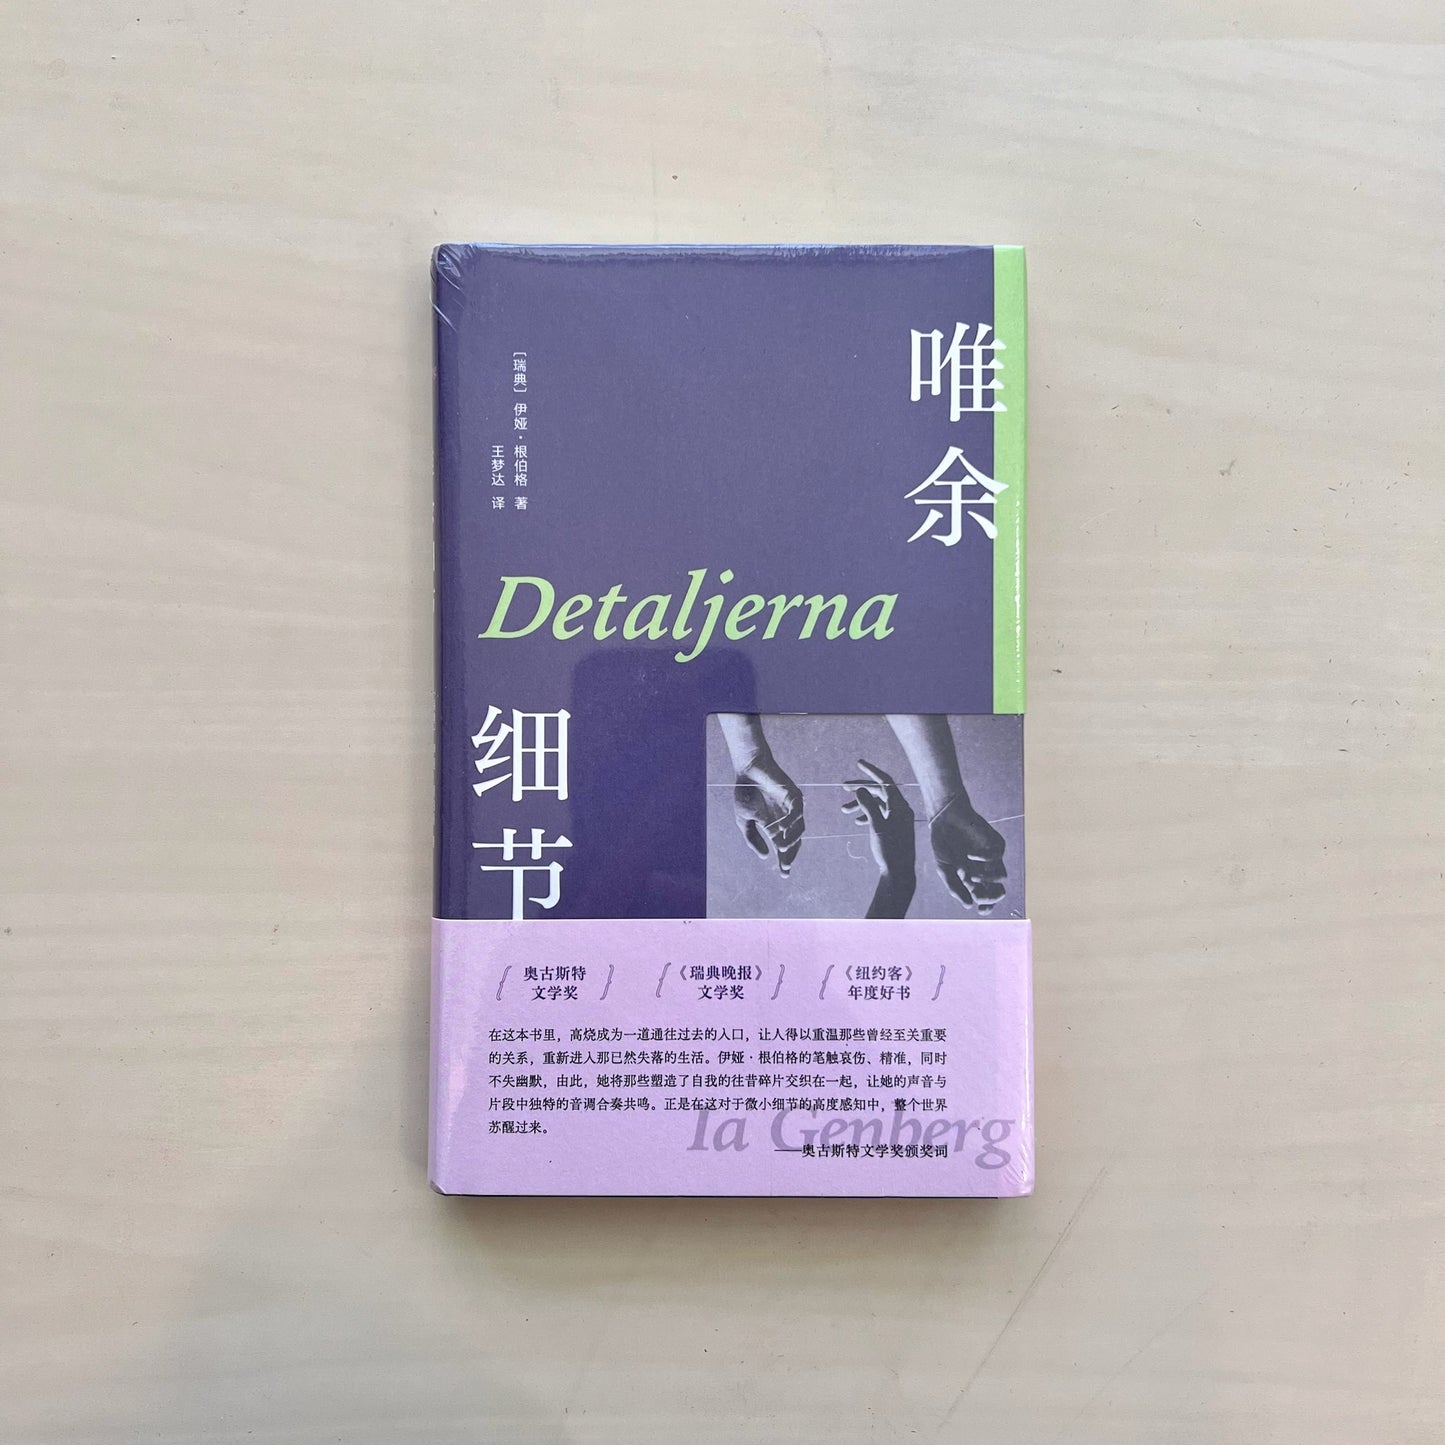 唯余
[瑞典] 伊娅·根伯格 著
王梦达 译
Detaljerna
细节
奥古斯特
文学奖
《瑞典晚报》
文学奖
《纽约客》
年度好书
在这本书里，高烧成为一道通往过去的入口，让人得以重温那些曾经至关重要
的关系，重新进入那已然失落的生活。伊娅·根伯格的笔触哀伤、精准，同时
不失幽默，由此，她将那些塑造了自我的往昔碎片交织在一起，让她的声音与
片段中独特的音调合奏共鸣。正是在这对于微小细节的高度感知中，整个世界
苏醒过来。
Ia Genberg
——奥古斯特文学奖颁奖词